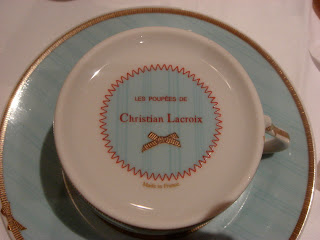 LES POUPÉES DE
Christian Lacroix
Made in France